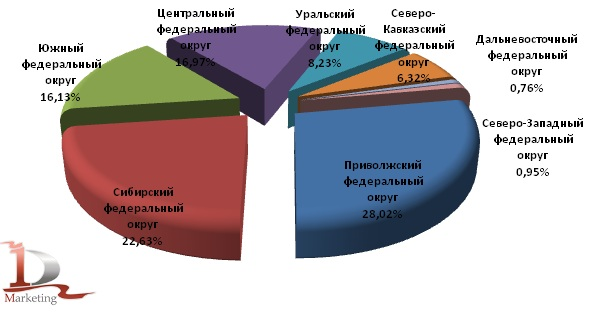 Центральный
федеральный
округ
16,97%
Уральский
федеральный
округ
8,23%
Северо-
Кавказский
федеральный
округ
6,32%
Дальневосточный
федеральный
округ
0,76%
Северо-Западный
федеральный
округ
0,95%
Приволжский
федеральный
округ
28,02%
Сибирский
федеральный
округ
22,63%
Южный
федеральный
округ
16,13%
ID
Marketing